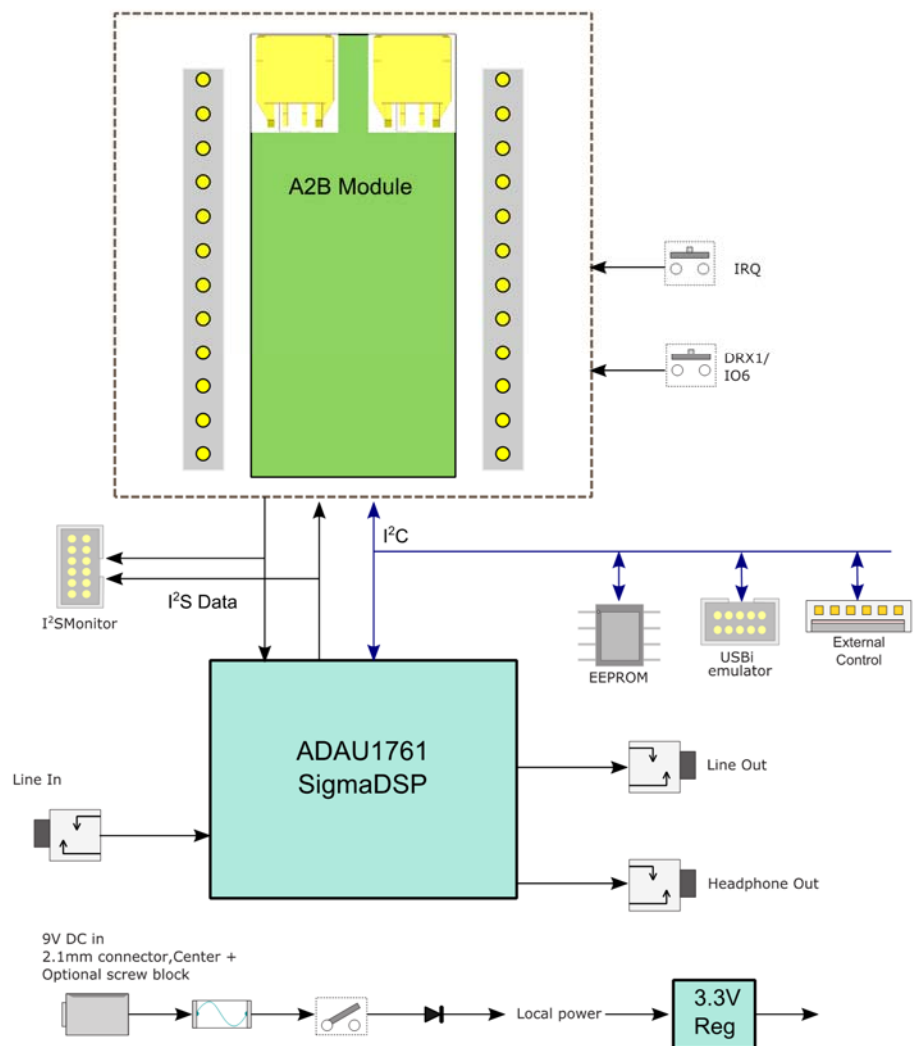 A2B Module
IRQ
DRX1/
IO6
I²C
I²S Data
I²SMonitor
EEPROM
USBi
emulator
External
Control
ADAU1761
SigmaDSP
Line In
Line Out
Headphone Out
9V DC in
2.1mm connector,Center +
Optional screw block
Local power
3.3V
Reg